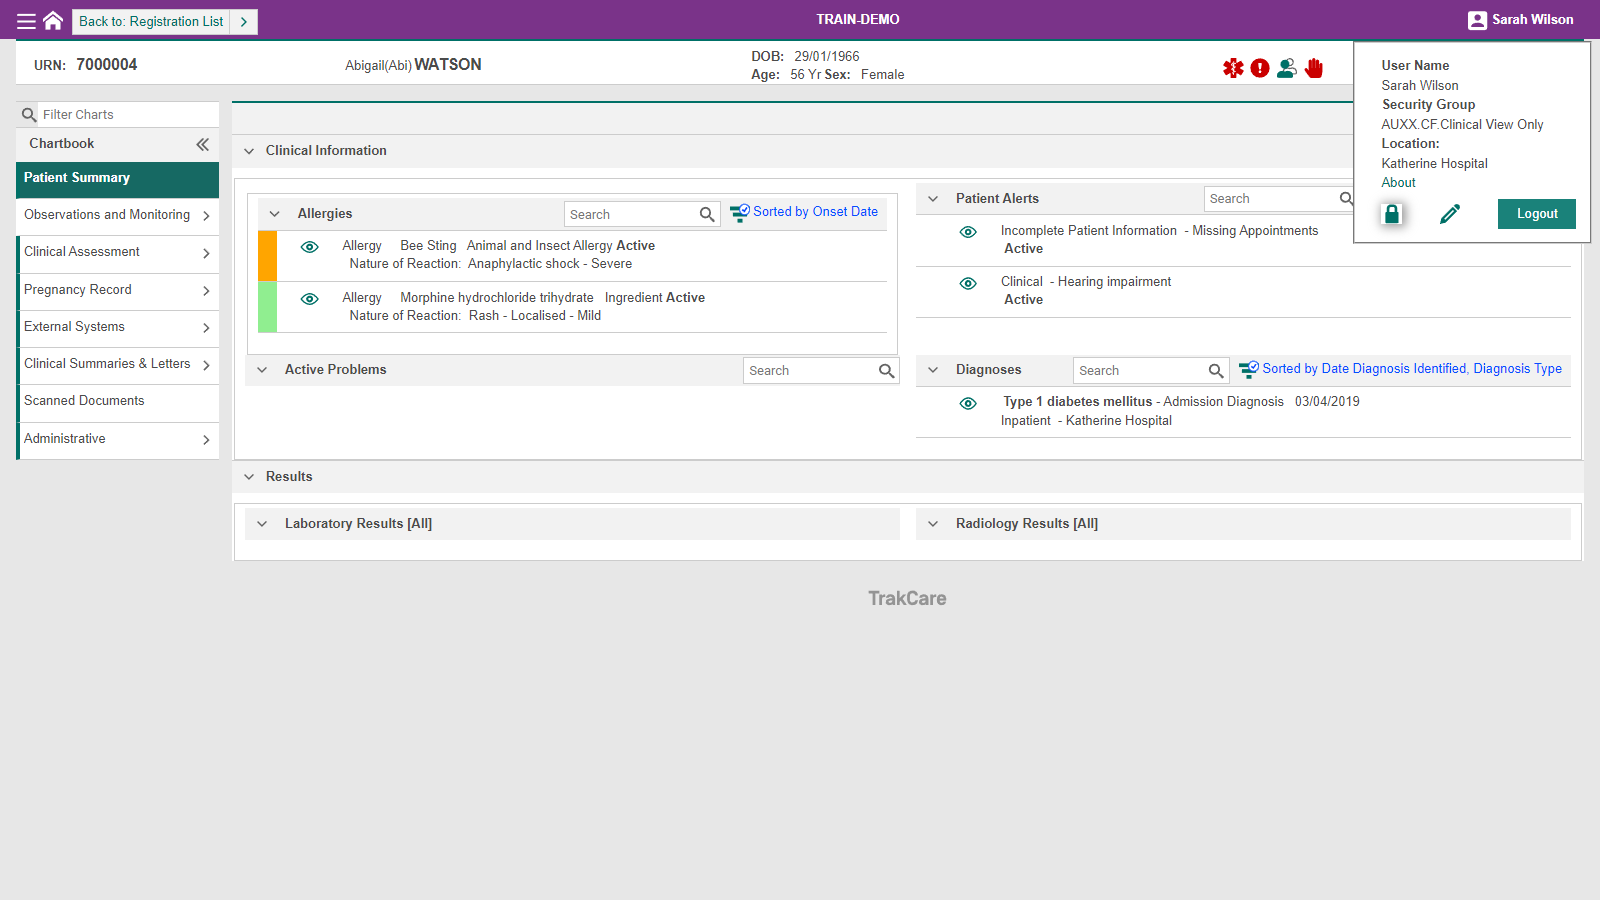 Back to: Registration List
TRAIN-DEMO
Sarah Wilson
URN: 7000004
Abigail(Abi) WATSON
DOB: 29/01/1966
Age: 56 Yr Sex: Female
User Name
Sarah Wilson
Security Group
AUXX.CF.Clinical View Only
Location:
Katherine Hospital
About
Logout
Filter Charts
Chartbook
Patient Summary
Observations and Monitoring
Clinical Assessment
Pregnancy Record
External Systems
Clinical Summaries & Letters
Scanned Documents
Administrative
Clinical Information
Allergies
Search
Sorted by Onset Date
Allergy Bee Sting Animal and Insect Allergy Active
Nature of Reaction: Anaphylactic shock - Severe
Allergy Morphine hydrochloride trihydrate Ingredient Active
Nature of Reaction: Rash - Localised - Mild
Patient Alerts
Search
Incomplete Patient Information - Missing Appointments
Active
Clinical - Hearing impairment
Active
Active Problems
Search
Diagnoses
Search
Sorted by Date Diagnosis Identified, Diagnosis Type
Type 1 diabetes mellitus - Admission Diagnosis 03/04/2019
Inpatient - Katherine Hospital
Results
Laboratory Results [All]
Radiology Results [All]
TrakCare